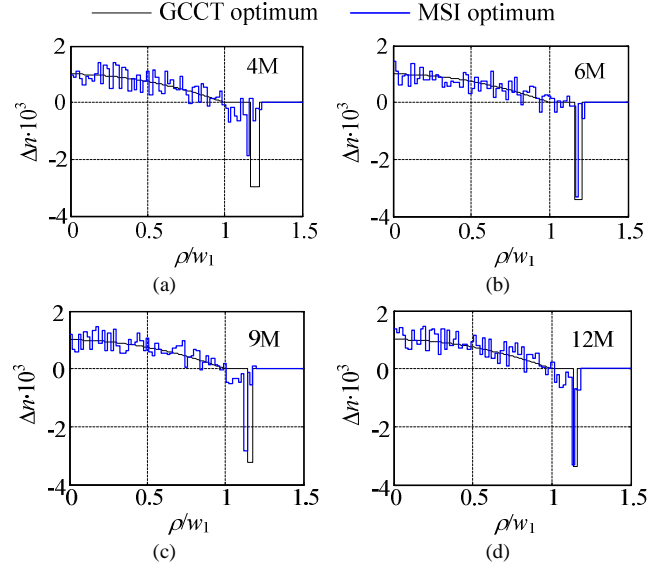 GCCT optimum MSI optimum
2
0
-2
-4
Δn·10³
4M
0 0.5 1 1.5
ρ/w₁
(a)
2
0
-2
-4
Δn·10³
6M
0 0.5 1 1.5
ρ/w₁
(b)
2
0
-2
-4
Δn·10³
9M
0 0.5 1 1.5
ρ/w₁
(c)
2
0
-2
-4
Δn·10³
12M
0 0.5 1 1.5
ρ/w₁
(d)